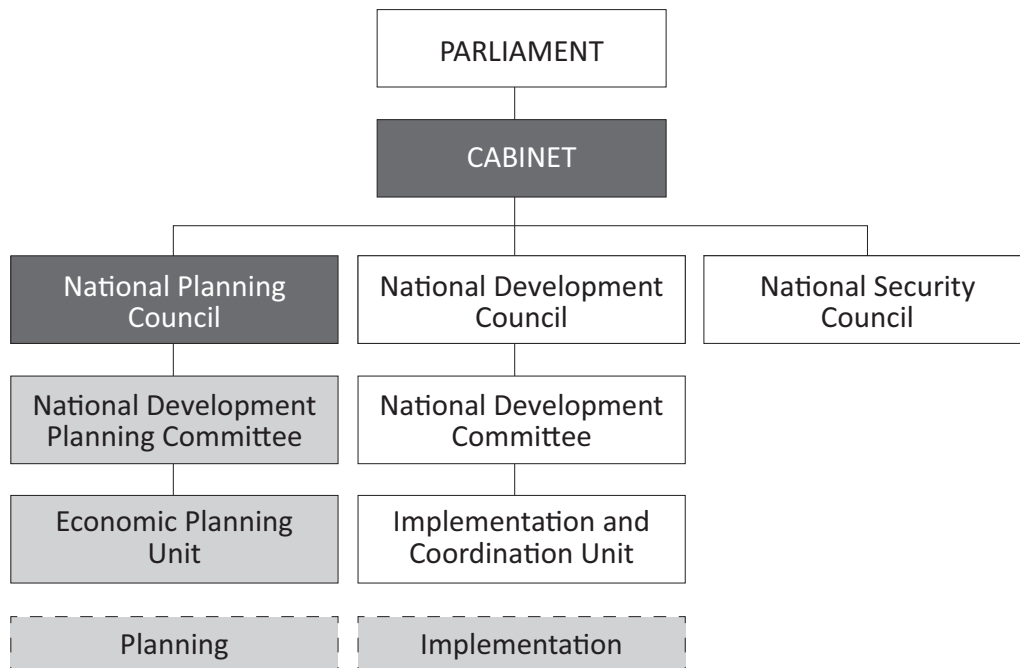 PARLIAMENT
CABINET
National Planning
Council
National Development
Council
National Security
Council
National Development
Planning Committee
National Development
Committee
Economic Planning
Unit
Implementation and
Coordination Unit
Planning
Implementation